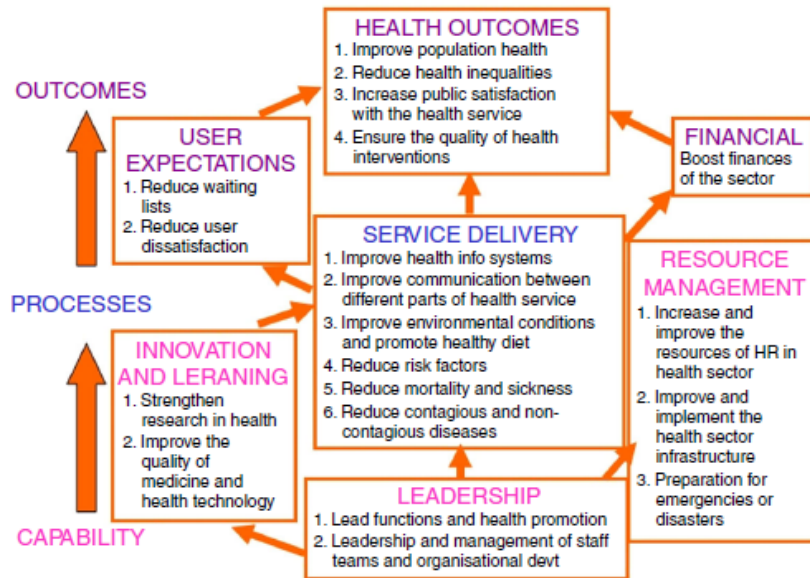 HEALTH OUTCOMES
1. Improve population health
2. Reduce health inequalities
3. Increase public satisfaction
with the health service
4. Ensure the quality of health
interventions
OUTCOMES
USER
EXPECTATIONS
1. Reduce waiting
lists
2. Reduce user
dissatisfaction
FINANCIAL
Boost finances
of the sector
SERVICE DELIVERY
1. Improve health info systems
2. Improve communication between
different parts of health service
3. Improve environmental conditions
and promote healthy diet
4. Reduce risk factors
5. Reduce mortality and sickness
6. Reduce contagious and non-
contagious diseases
RESOURCE
MANAGEMENT
1. Increase and
improve the
resources of HR in
health sector
2. Improve and
implement the
health sector
infrastructure
3. Preparation for
emergencies or
disasters
PROCESSES
INNOVATION
AND LERANING
1. Strengthen
research in health
2. Improve the
quality of
medicine and
health technology
LEADERSHIP
1. Lead functions and health promotion
2. Leadership and management of staff
teams and organisational devt
CAPABILITY